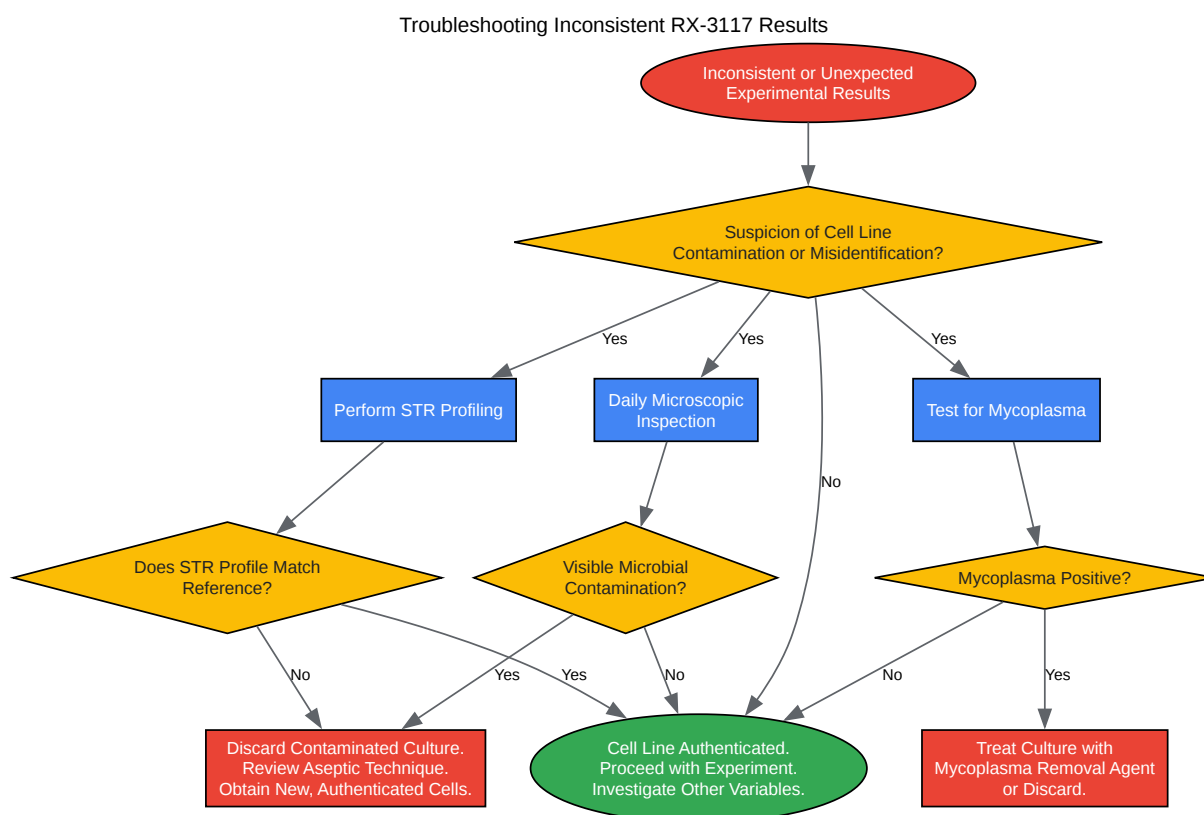 Troubleshooting Inconsistent RX-3117 Results
Inconsistent or Unexpected
Experimental Results
Suspicion of Cell Line
Contamination or Misidentification?
Yes
Yes
Yes
Perform STR Profiling
Daily Microscopic
Inspection
Test for Mycoplasma
No
Does STR Profile Match
Reference?
Visible Microbial
Contamination?
Mycoplasma Positive?
No
Yes
Yes
No
No
Yes
Discard Contaminated Culture.
Review Aseptic Technique.
Obtain New, Authenticated Cells.
Cell Line Authenticated.
Proceed with Experiment.
Investigate Other Variables.
Treat Culture with
Mycoplasma Removal Agent
or Discard.